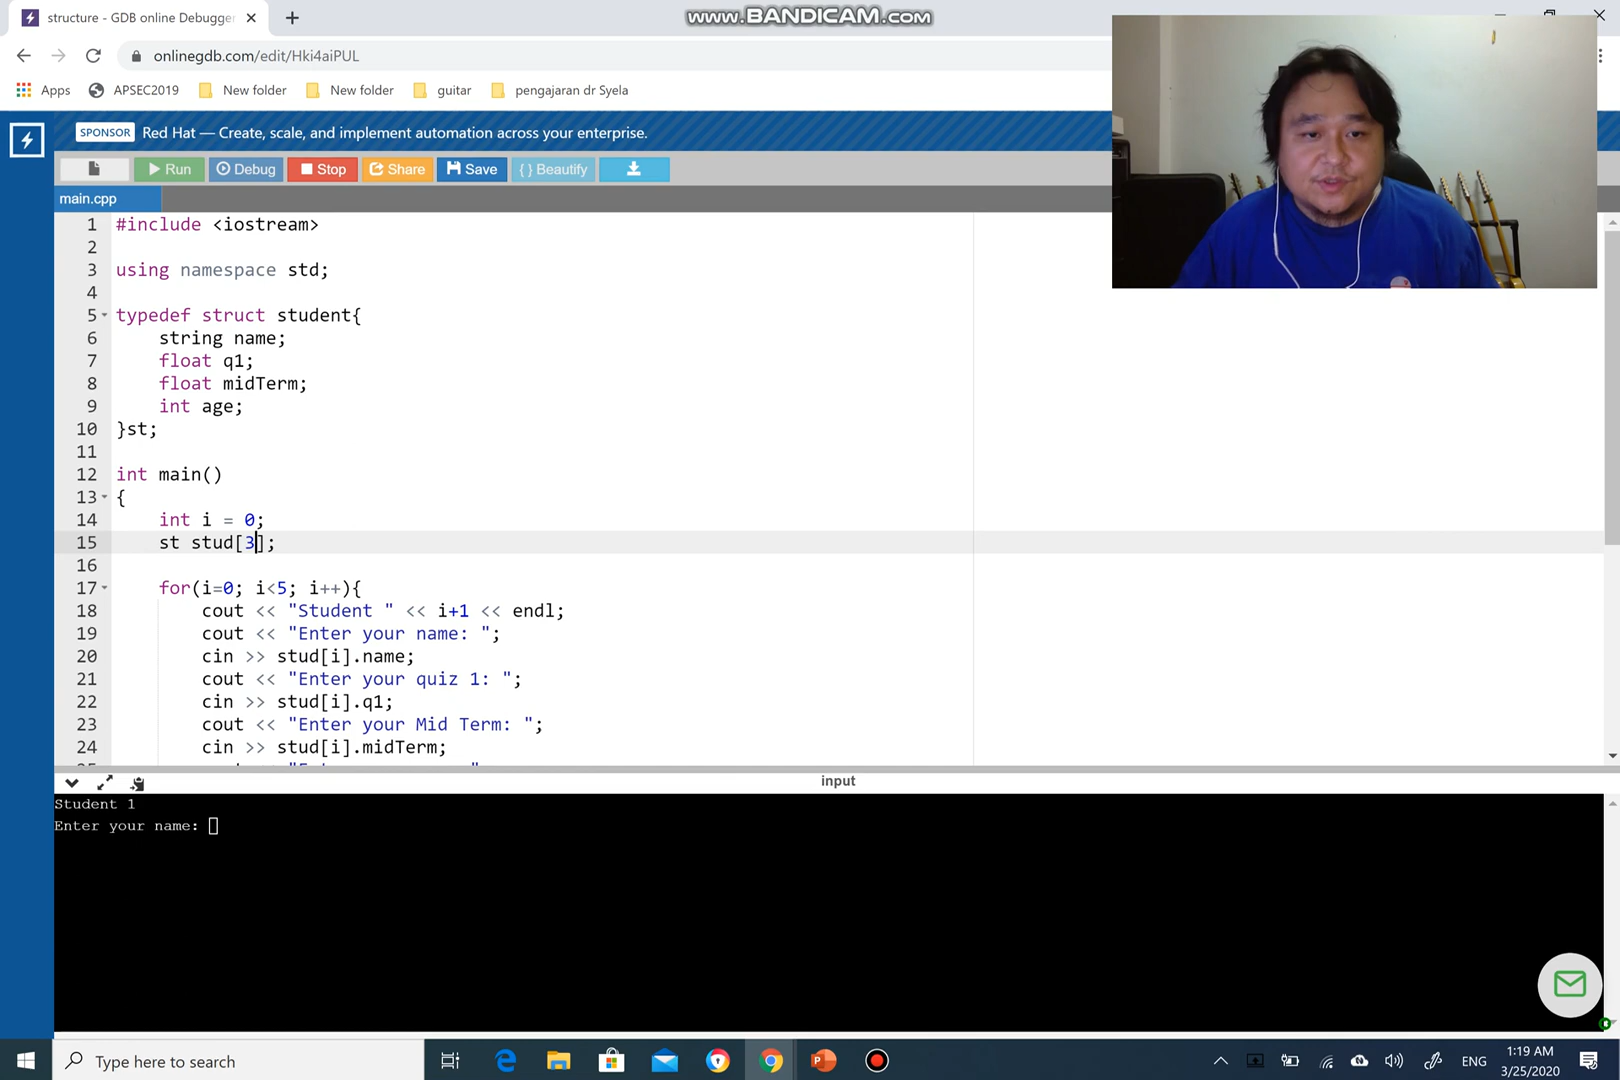 structure - GDB online Debugger
www.BANDICAM.com
onlinegdb.com/edit/Hki4aiPUL
Apps APSEC2019 New folder New folder guitar pengajaran dr Syela
SPONSOR Red Hat — Create, scale, and implement automation across your enterprise.
Run Debug Stop Share Save { } Beautify
main.cpp
1 #include <iostream>
2
3 using namespace std;
4
5 typedef struct student{
6 string name;
7 float q1;
8 float midTerm;
9 int age;
10 }st;
11
12 int main()
13 {
14 int i = 0;
15 st stud[3];
16
17 for(i=0; i<5; i++){
18 cout << "Student " << i+1 << endl;
19 cout << "Enter your name: ";
20 cin >> stud[i].name;
21 cout << "Enter your quiz 1: ";
22 cin >> stud[i].q1;
23 cout << "Enter your Mid Term: ";
24 cin >> stud[i].midTerm;
input
Student 1
Enter your name:
Type here to search
ENG
1:19 AM
3/25/2020